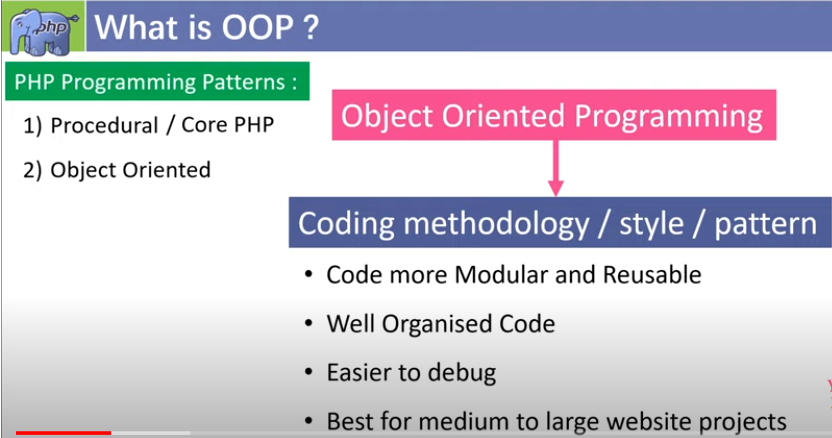 php What is OOP ?
PHP Programming Patterns :
1) Procedural / Core PHP
2) Object Oriented
Object Oriented Programming
Coding methodology / style / pattern
• Code more Modular and Reusable
• Well Organised Code
• Easier to debug
• Best for medium to large website projects